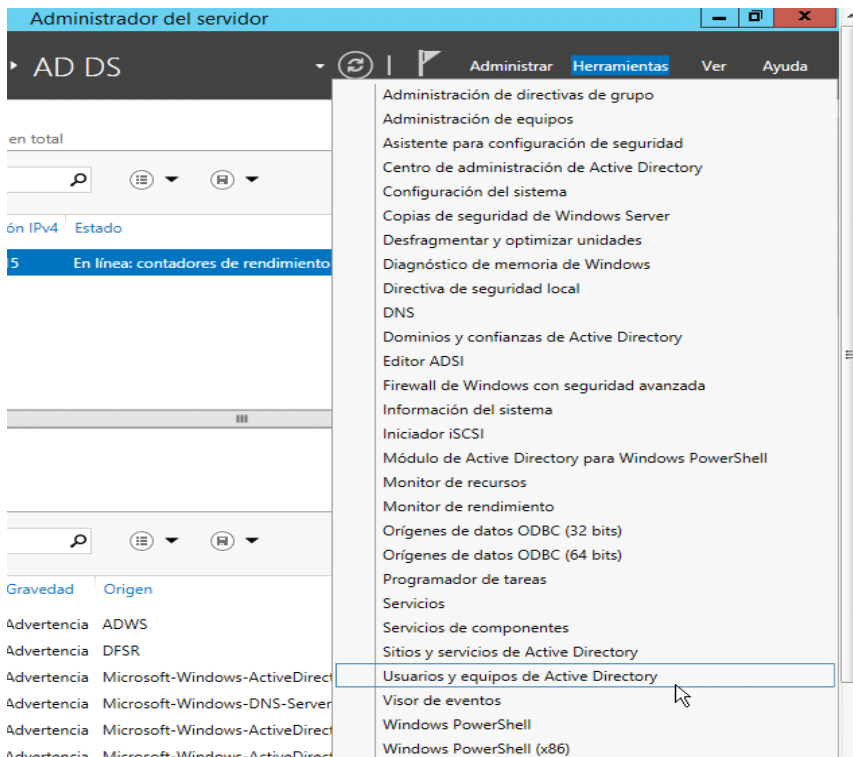 Administrador del servidor
AD DS
Administrar Herramientas Ver Ayuda
en total
ón IPv4 Estado
15 En línea: contadores de rendimiento
Gravedad Origen
Advertencia ADWS
Advertencia DFSR
Advertencia Microsoft-Windows-ActiveDirect
Advertencia Microsoft-Windows-DNS-Server
Advertencia Microsoft-Windows-ActiveDirect
Advertencia Microsoft-Windows-ActiveDirect
Administración de directivas de grupo
Administración de equipos
Asistente para configuración de seguridad
Centro de administración de Active Directory
Configuración del sistema
Copias de seguridad de Windows Server
Desfragmentar y optimizar unidades
Diagnóstico de memoria de Windows
Directiva de seguridad local
DNS
Dominios y confianzas de Active Directory
Editor ADSI
Firewall de Windows con seguridad avanzada
Información del sistema
Iniciador iSCSI
Módulo de Active Directory para Windows PowerShell
Monitor de recursos
Monitor de rendimiento
Orígenes de datos ODBC (32 bits)
Orígenes de datos ODBC (64 bits)
Programador de tareas
Servicios
Servicios de componentes
Sitios y servicios de Active Directory
Usuarios y equipos de Active Directory
Visor de eventos
Windows PowerShell
Windows PowerShell (x86)